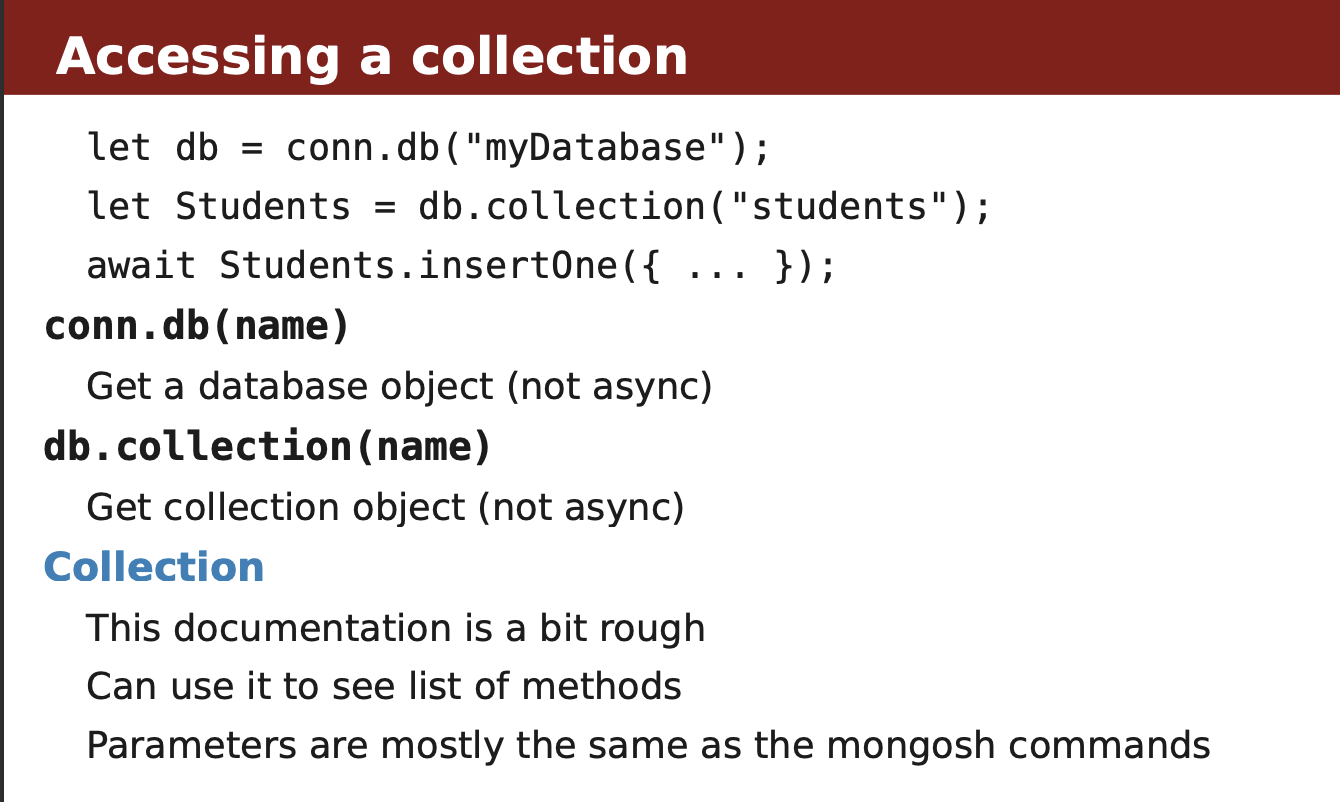 Accessing a collection
let db = conn.db("myDatabase");
let Students = db.collection("students");
await Students.insertOne({ ... });
conn.db(name)
Get a database object (not async)
db.collection(name)
Get collection object (not async)
Collection
This documentation is a bit rough
Can use it to see list of methods
Parameters are mostly the same as the mongosh commands